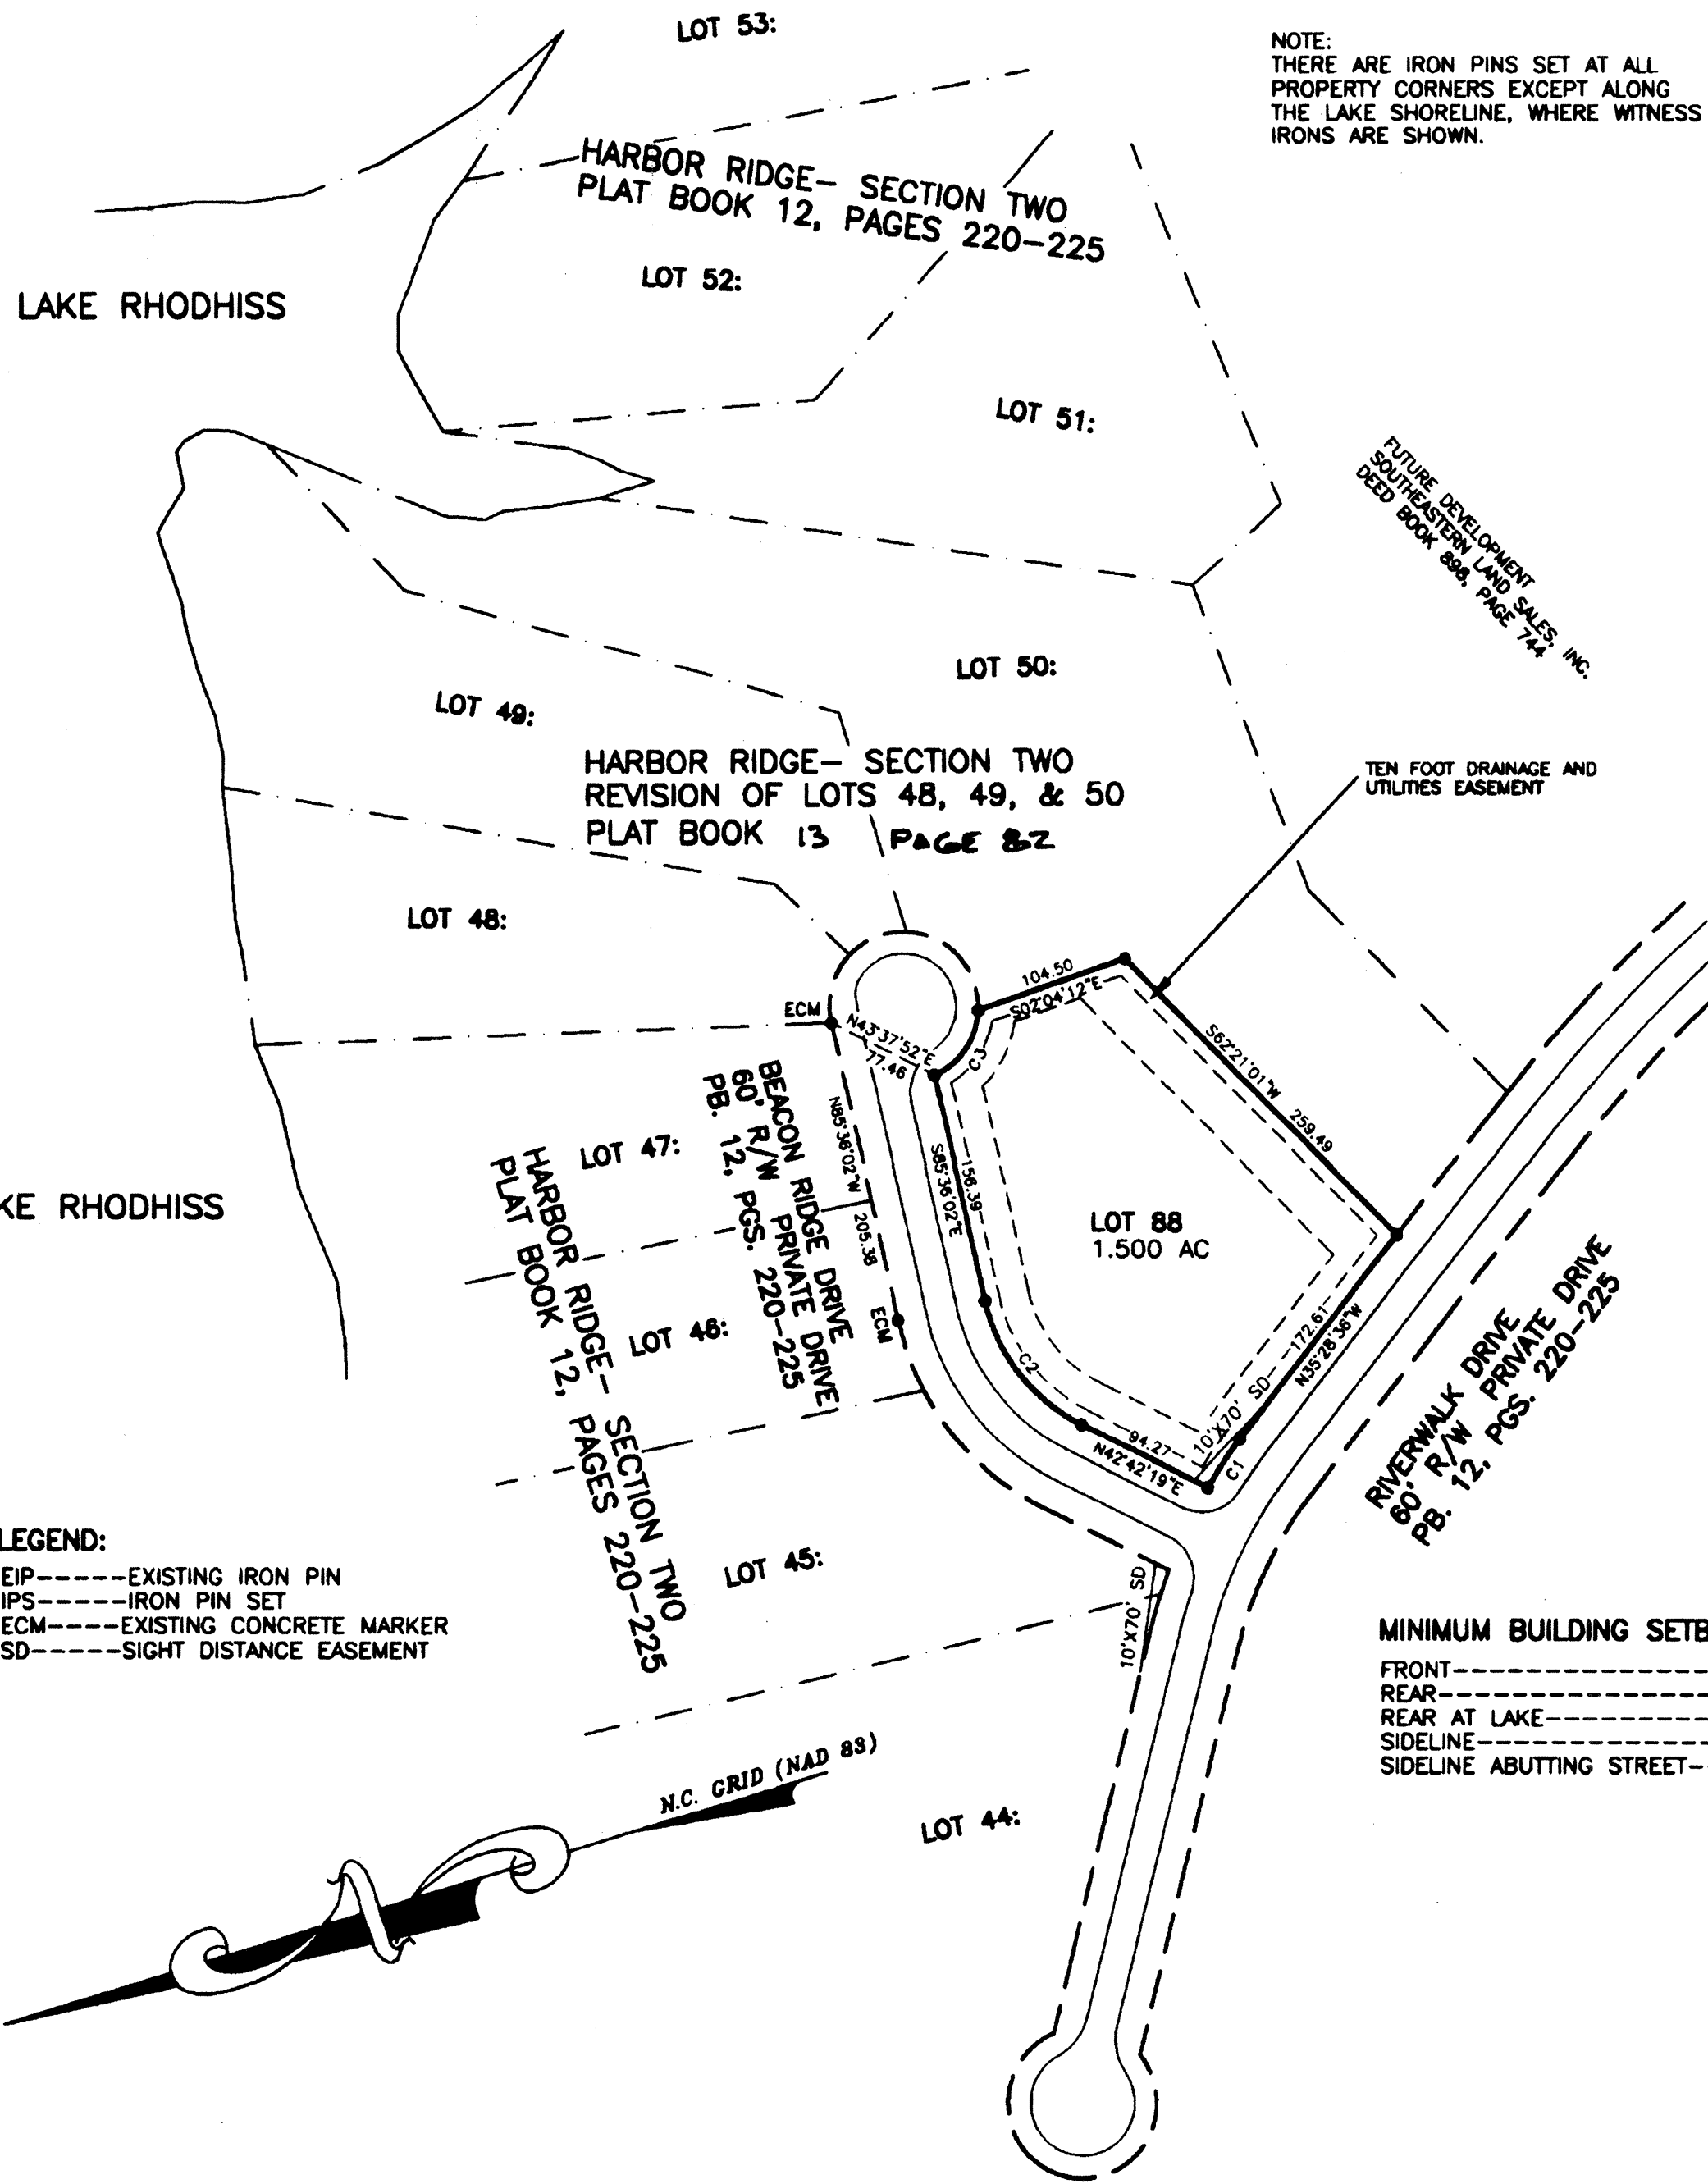 LOT 53:
NOTE:
THERE ARE IRON PINS SET AT ALL
PROPERTY CORNERS EXCEPT ALONG
THE LAKE SHORELINE, WHERE WITNESS
IRONS ARE SHOWN.
HARBOR RIDGE- SECTION TWO
PLAT BOOK 12, PAGES 220-225
LOT 52:
LAKE RHODHISS
LOT 51:
FUTURE DEVELOPMENT
SOUTHEASTERN LAND SALES, INC.
DEED BOOK 898, PAGE 744
LOT 50:
LOT 49:
HARBOR RIDGE- SECTION TWO
REVISION OF LOTS 48, 49, & 50
PLAT BOOK 13 PAGE 82
TEN FOOT DRAINAGE AND
UTILITIES EASEMENT
LOT 48:
104.50
S02°04'12"E
ECM
N43°37'52"E
77.46
C3
S62°21'01"W
259.49
BEACON RIDGE DRIVE
60' R/W PRIVATE DRIVE
PB. 12, PGS. 220-225
N85°36'02"W
205.38
S85°36'02"E
156.39
LOT 47:
KE RHODHISS
LOT 88
1.500 AC
HARBOR RIDGE- SECTION TWO
PLAT BOOK 12, PAGES 220-225
LOT 46:
ECM
C2
172.61
N35°28'36"W
10'X70' SD
94.27
N42°42'19"E
C1
RIVERWALK DRIVE
60' R/W PRIVATE DRIVE
PB. 12, PGS. 220-225
LEGEND:
EIP-----EXISTING IRON PIN
IPS-----IRON PIN SET
ECM----EXISTING CONCRETE MARKER
SD-----SIGHT DISTANCE EASEMENT
LOT 45:
10'X70' SD
MINIMUM BUILDING SETB
FRONT---------------
REAR----------------
REAR AT LAKE----------
SIDELINE--------------
SIDELINE ABUTTING STREET-
N.C. GRID (NAD 83)
LOT 44: